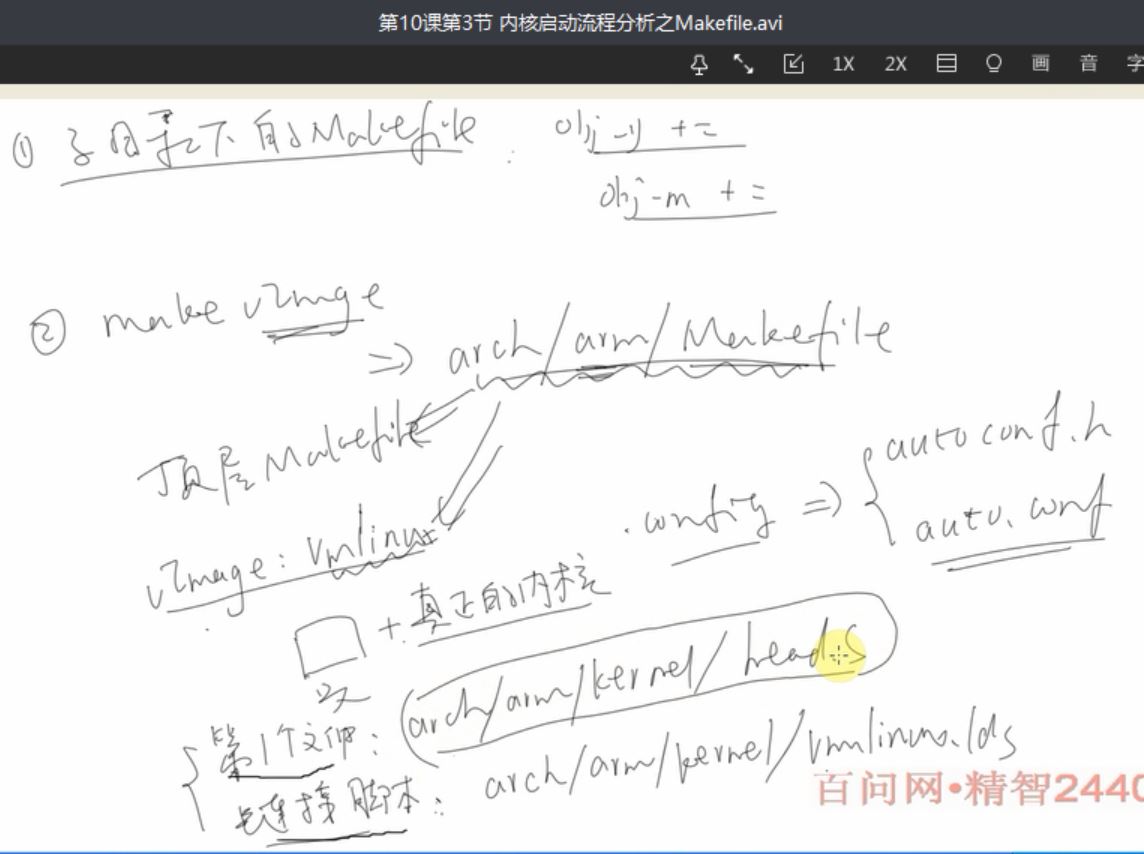 第10课第3节 内核启动流程分析之Makefile.avi
1X 2X 画 音 字
① 子目录下的Makefile : obj-y +=
obj-m +=
② make uImage
=> arch/arm/Makefile
顶层Makefile
.config => { autoconf.h
auto.conf
uImage: vmlinux
+ 真正的内核
头
第1个文件: arch/arm/kernel/head.S
连接脚本: arch/arm/kernel/vmlinux.lds
百问网•精智2440